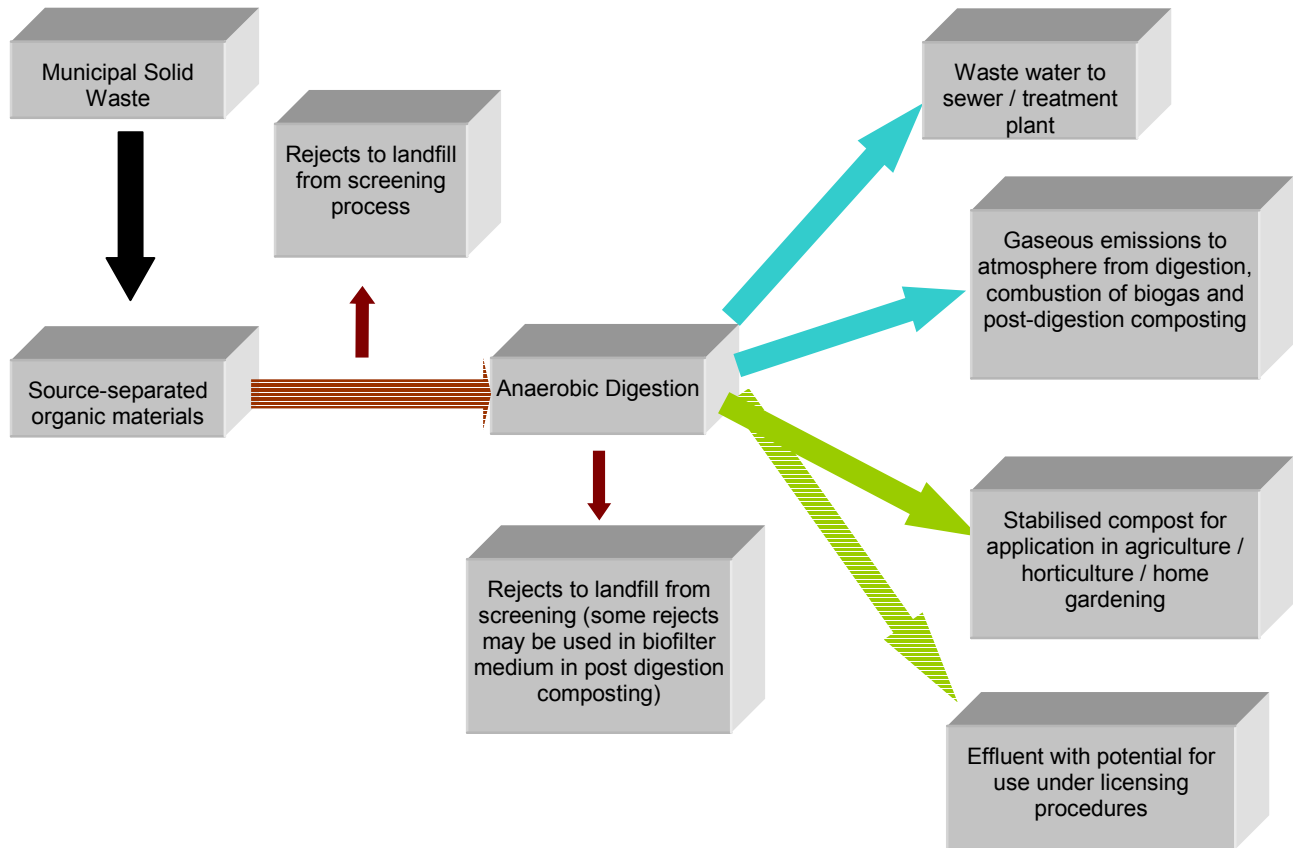 Municipal Solid
Waste
Rejects to landfill
from screening
process
Waste water to
sewer / treatment
plant
Gaseous emissions to
atmosphere from digestion,
combustion of biogas and
post-digestion composting
Source-separated
organic materials
Anaerobic Digestion
Stabilised compost for
application in agriculture /
horticulture / home
gardening
Rejects to landfill from
screening (some rejects
may be used in biofilter
medium in post digestion
composting)
Effluent with potential for
use under licensing
procedures